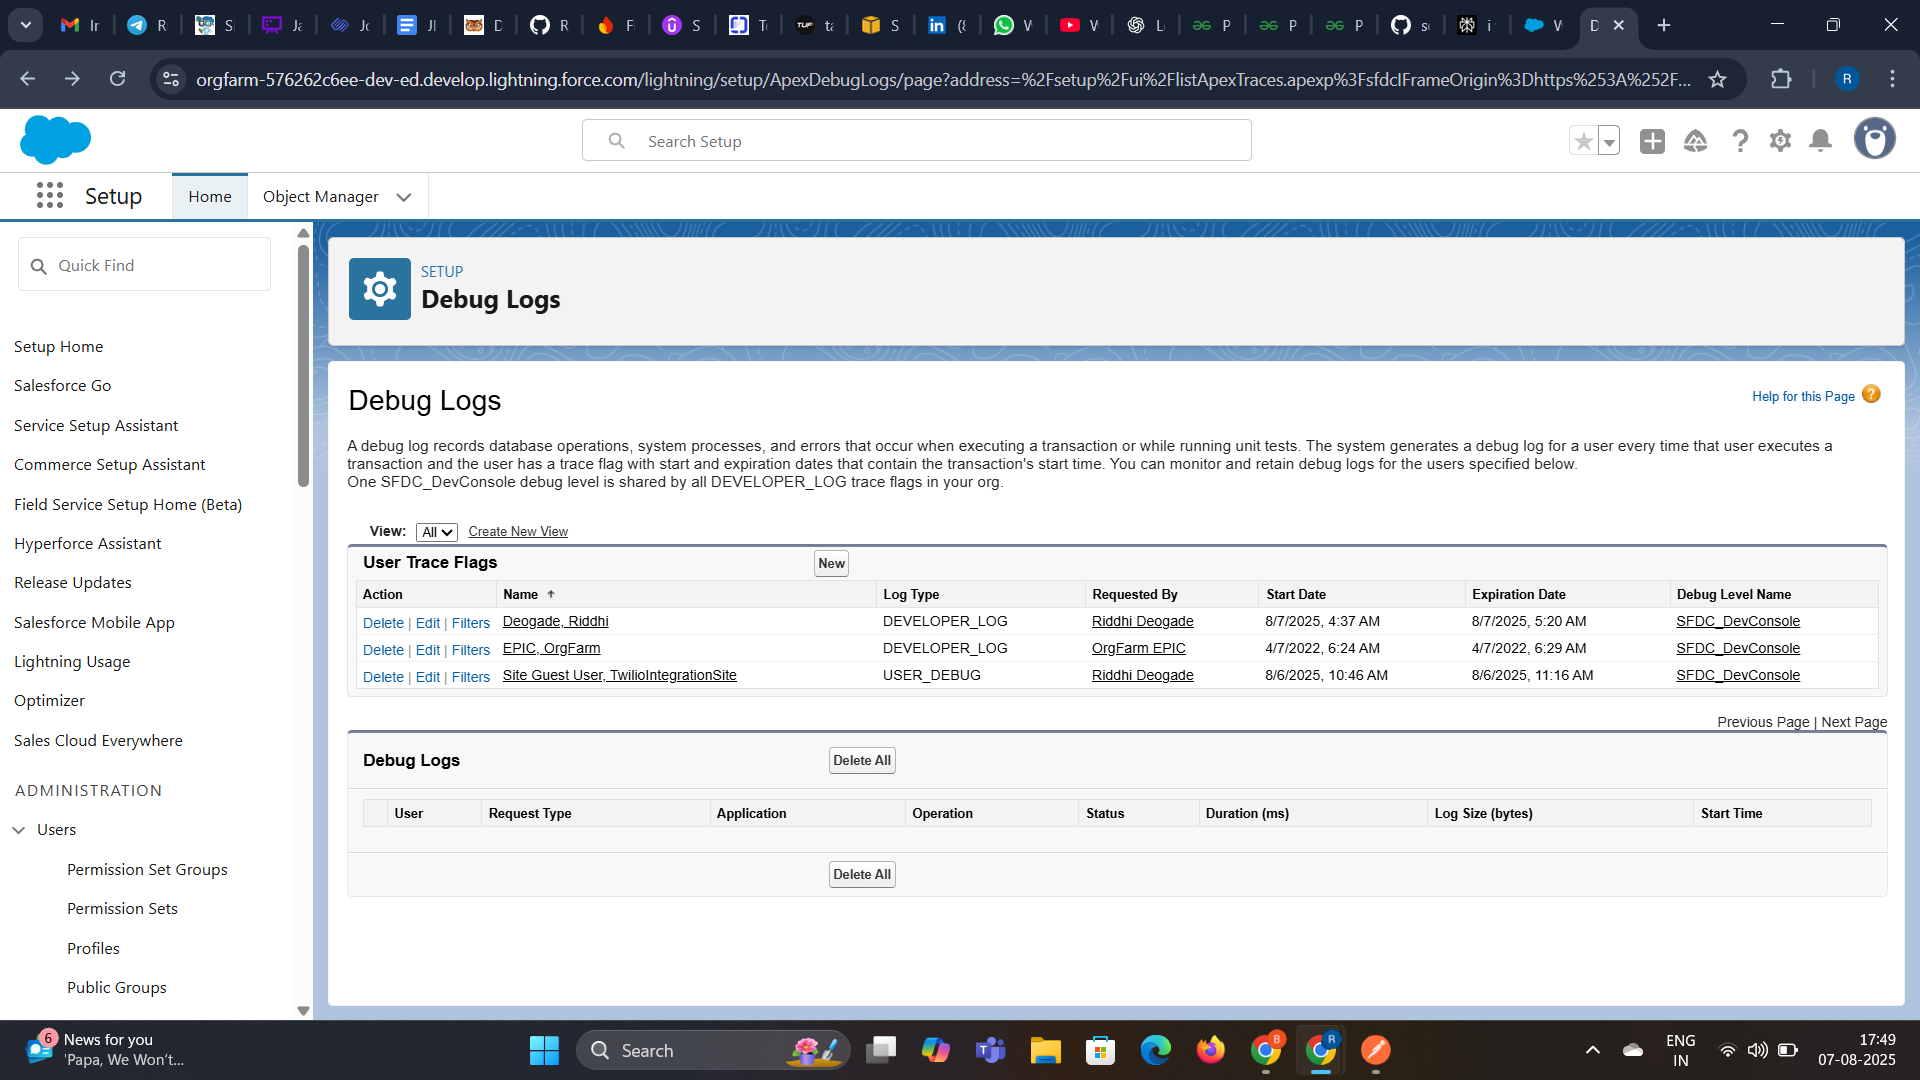 Ir
R
S
Ja
Jc
JI
D
R
F
S
T
ta
S
(8
W
W
L
P
P
P
s
i
W
D
orgfarm-576262c6ee-dev-ed.develop.lightning.force.com/lightning/setup/ApexDebugLogs/page?address=%2Fsetup%2Fui%2FlistApexTraces.apexp%3FsfdcIFrameOrigin%3Dhttps%253A%252F...
R
Search Setup
Setup
Home
Object Manager
Quick Find
Setup Home
Salesforce Go
Service Setup Assistant
Commerce Setup Assistant
Field Service Setup Home (Beta)
Hyperforce Assistant
Release Updates
Salesforce Mobile App
Lightning Usage
Optimizer
Sales Cloud Everywhere
ADMINISTRATION
Users
Permission Set Groups
Permission Sets
Profiles
Public Groups
SETUP
Debug Logs
Debug Logs
Help for this Page ?
A debug log records database operations, system processes, and errors that occur when executing a transaction or while running unit tests. The system generates a debug log for a user every time that user executes a
transaction and the user has a trace flag with start and expiration dates that contain the transaction's start time. You can monitor and retain debug logs for the users specified below.
One SFDC_DevConsole debug level is shared by all DEVELOPER_LOG trace flags in your org.
View: All Create New View
User Trace Flags New
Action Name Log Type Requested By Start Date Expiration Date Debug Level Name
Delete | Edit | Filters Deogade, Riddhi DEVELOPER_LOG Riddhi Deogade 8/7/2025, 4:37 AM 8/7/2025, 5:20 AM SFDC_DevConsole
Delete | Edit | Filters EPIC, OrgFarm DEVELOPER_LOG OrgFarm EPIC 4/7/2022, 6:24 AM 4/7/2022, 6:29 AM SFDC_DevConsole
Delete | Edit | Filters Site Guest User, TwilioIntegrationSite USER_DEBUG Riddhi Deogade 8/6/2025, 10:46 AM 8/6/2025, 11:16 AM SFDC_DevConsole
Previous Page | Next Page
Debug Logs Delete All
User Request Type Application Operation Status Duration (ms) Log Size (bytes) Start Time
Delete All
6
News for you
'Papa, We Won't...
Search
B
R
ENG
IN
17:49
07-08-2025